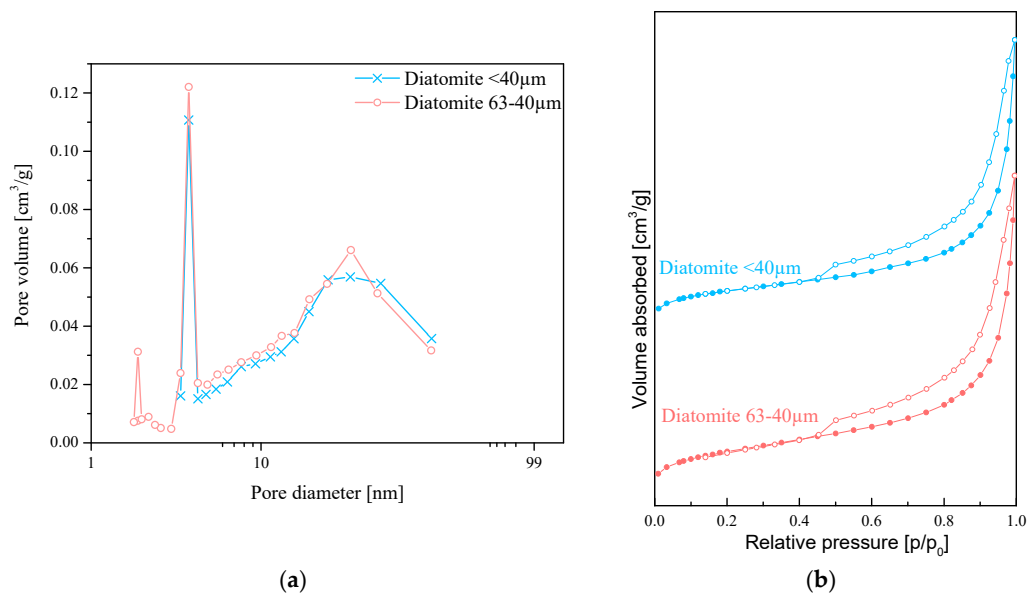 Diatomite <40µm
Diatomite 63-40µm
0.12
0.10
0.08
0.06
0.04
0.02
0.00
Pore volume [cm³/g]
1
10
99
Pore diameter [nm]
(a)
Volume absorbed [cm³/g]
Diatomite <40µm
Diatomite 63-40µm
0.0
0.2
0.4
0.6
0.8
1.0
Relative pressure [p/p₀]
(b)